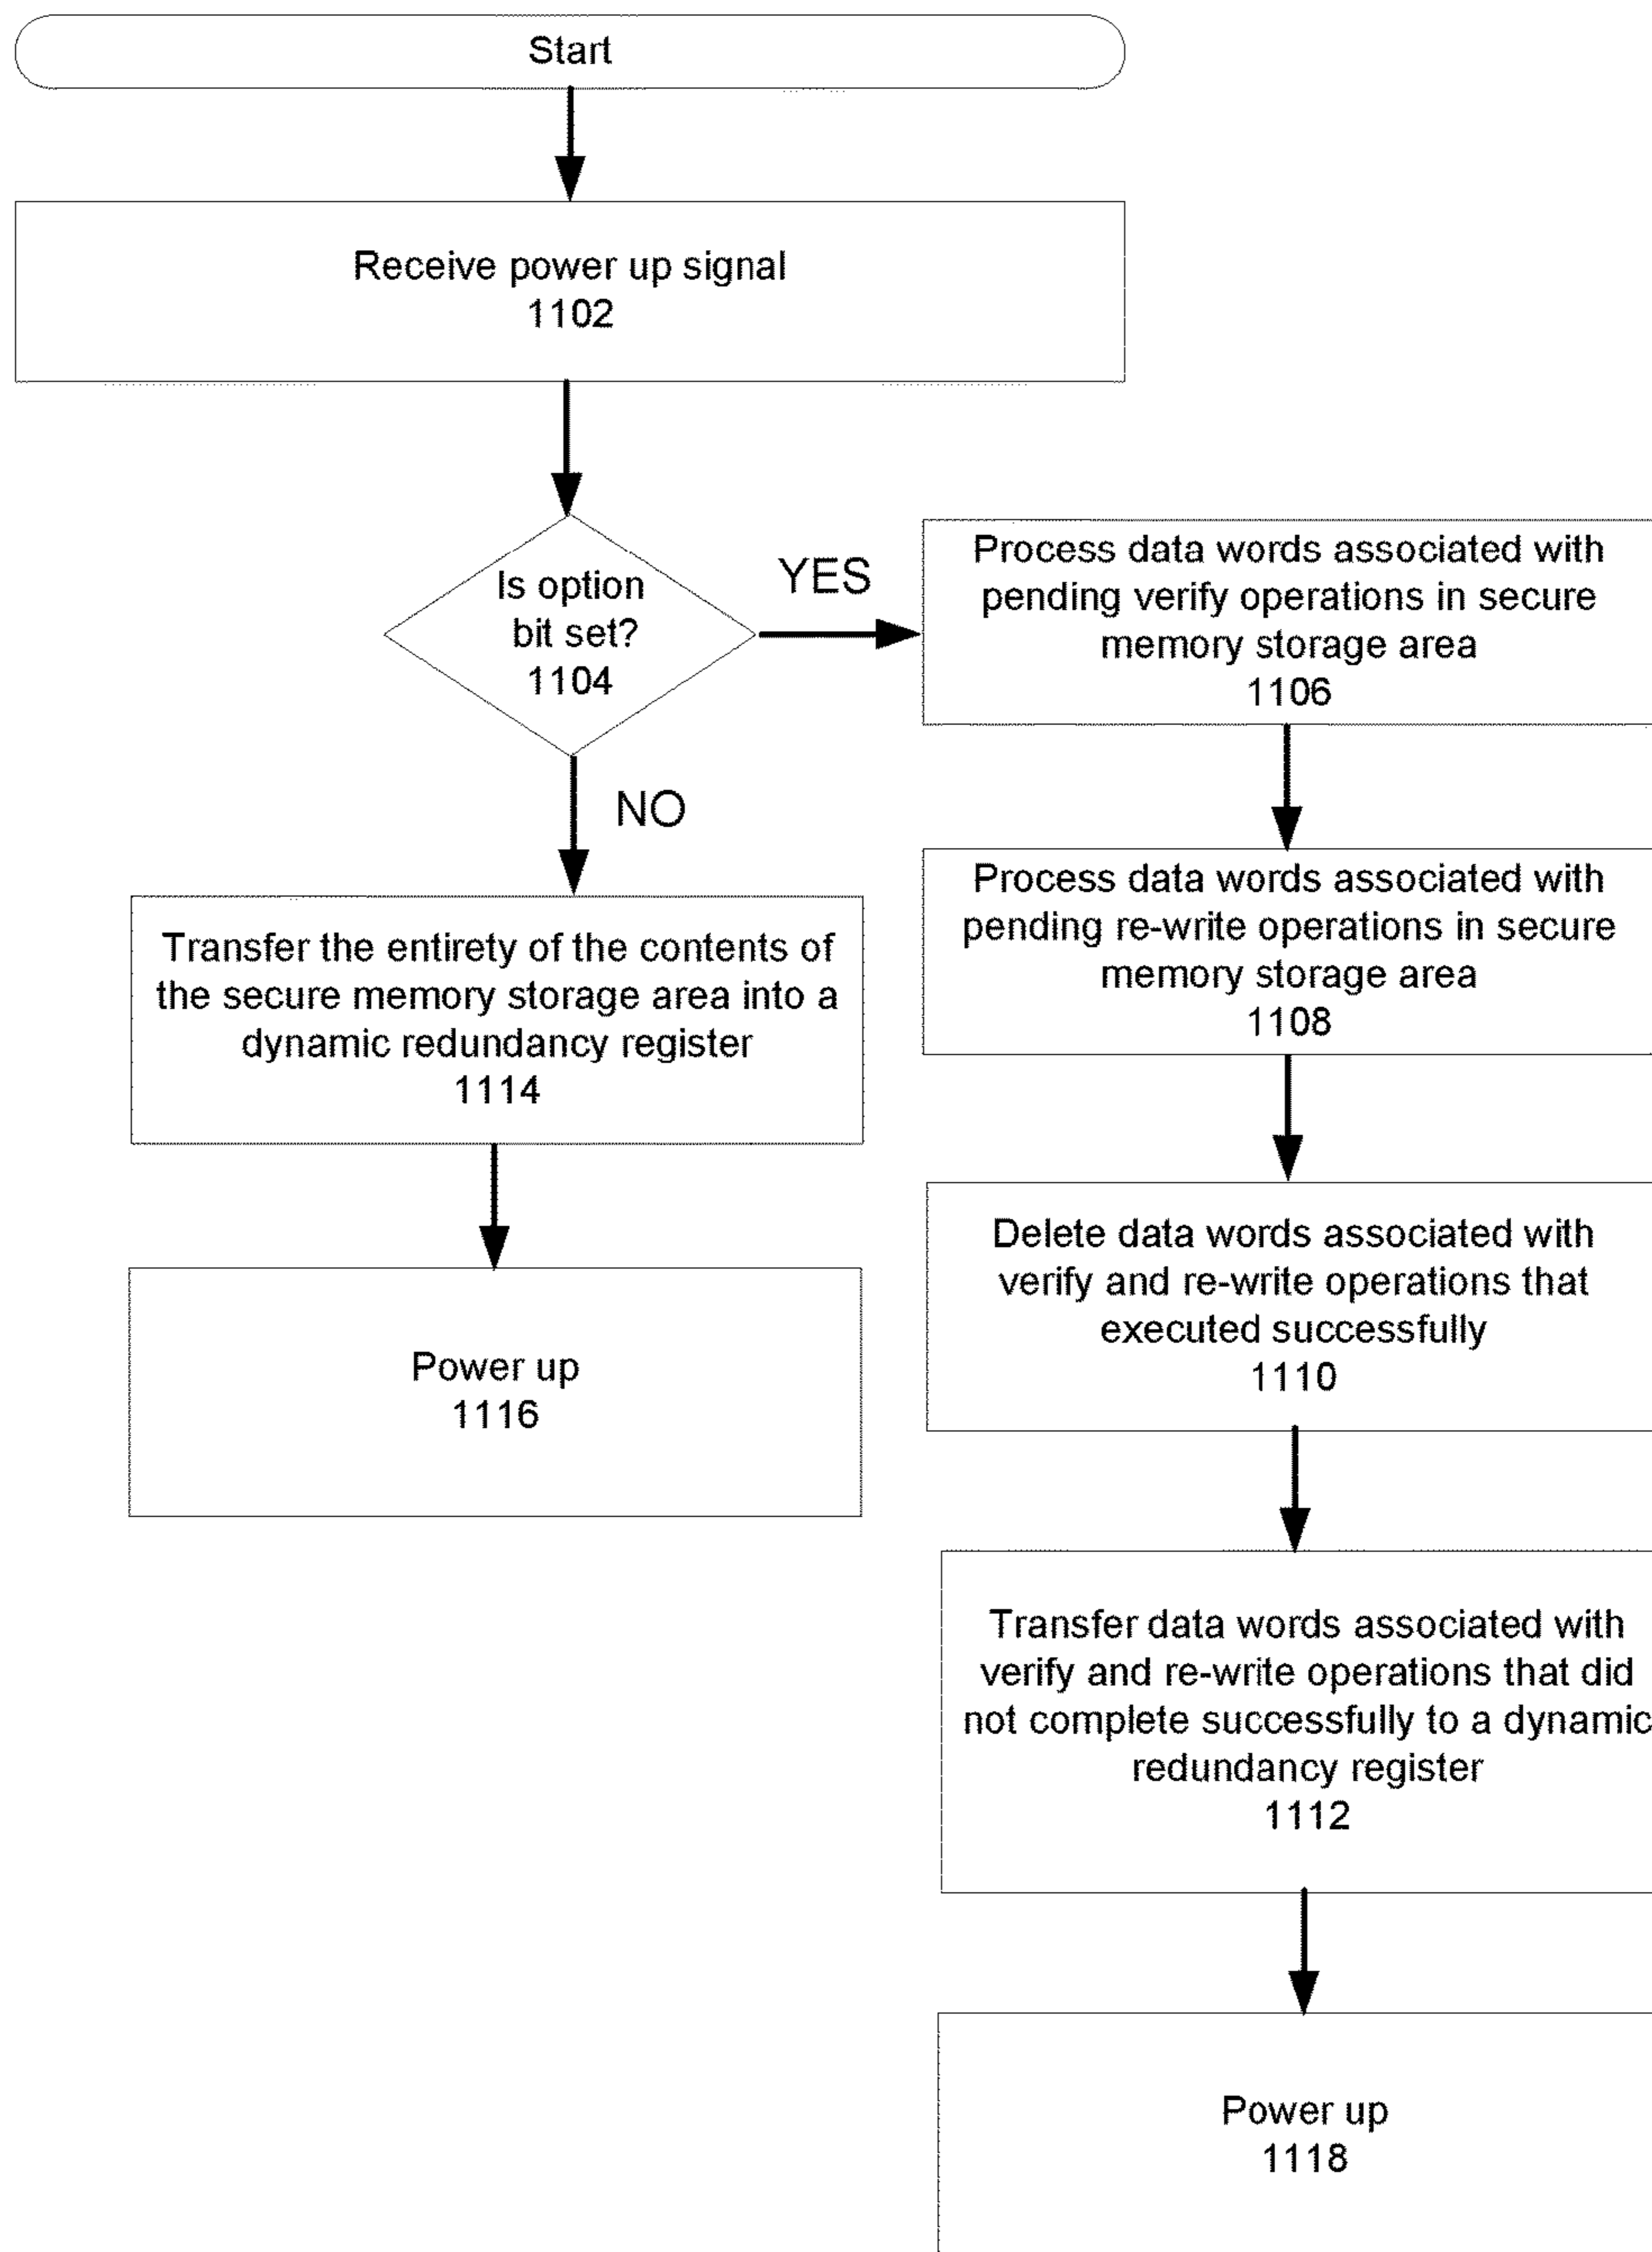 Start
Receive power up signal
1102
Is option
bit set?
1104
YES
NO
Process data words associated with
pending verify operations in secure
memory storage area
1106
Process data words associated with
pending re-write operations in secure
memory storage area
1108
Transfer the entirety of the contents of
the secure memory storage area into a
dynamic redundancy register
1114
Delete data words associated with
verify and re-write operations that
executed successfully
1110
Power up
1116
Transfer data words associated with
verify and re-write operations that did
not complete successfully to a dynamic
redundancy register
1112
Power up
1118